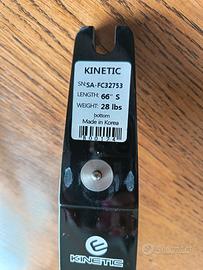 KINETIC
SN:SA-FC32753
LENGTH: 66" S
WEIGHT: 28 lbs
bottom
Made in Korea
KINETIC